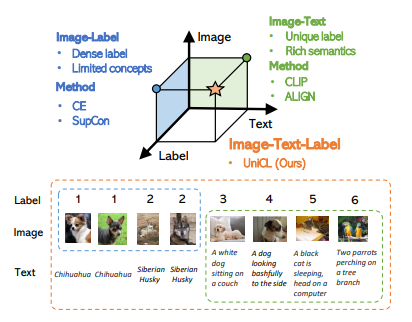 Image-Label
• Dense label
• Limited concepts
Method
• CE
• SupCon
Image
Text
Label
Image-Text
• Unique label
• Rich semantics
Method
• CLIP
• ALIGN
Image-Text-Label
• UniCL (Ours)
Label 1 1 2 2 3 4 5 6
Image
Text
Chihuahua
Chihuahua
Siberian
Husky
Siberian
Husky
A white
dog
sitting on
a couch
A dog
looking
bashfully
to the side
A black
cat is
sleeping,
head on a
computer
Two parrots
perching on
a tree
branch